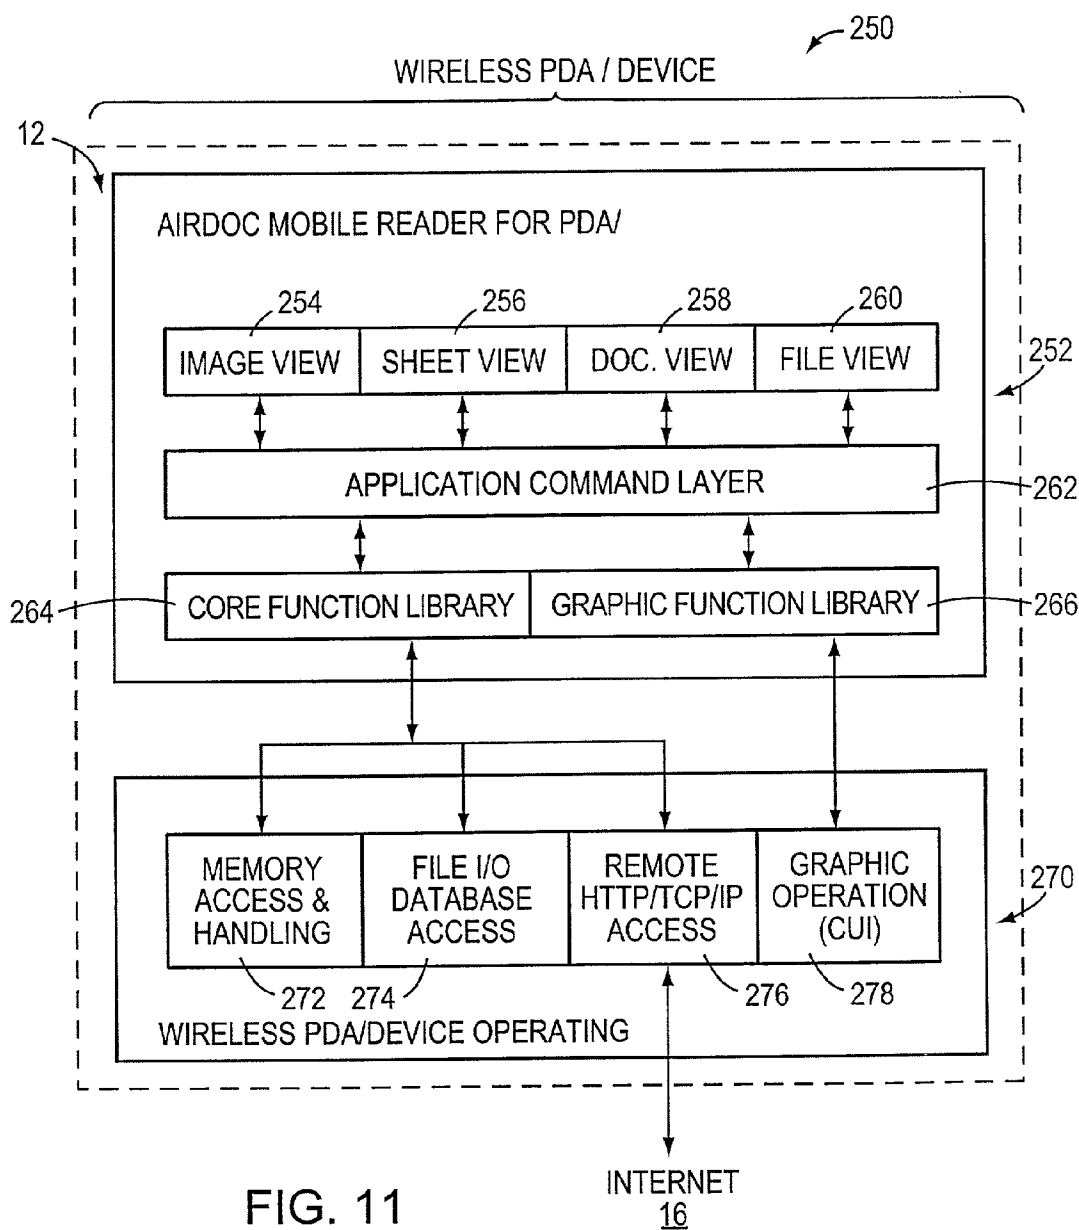 250
WIRELESS PDA / DEVICE
12
AIRDOC MOBILE READER FOR PDA/
254 256 258 260
IMAGE VIEW SHEET VIEW DOC. VIEW FILE VIEW
252
APPLICATION COMMAND LAYER
262
264 CORE FUNCTION LIBRARY GRAPHIC FUNCTION LIBRARY 266
MEMORY
ACCESS &
HANDLING
FILE I/O
DATABASE
ACCESS
REMOTE
HTTP/TCP/IP
ACCESS
GRAPHIC
OPERATION
(CUI)
270
272 274 276 278
WIRELESS PDA/DEVICE OPERATING
INTERNET
16
FIG. 11